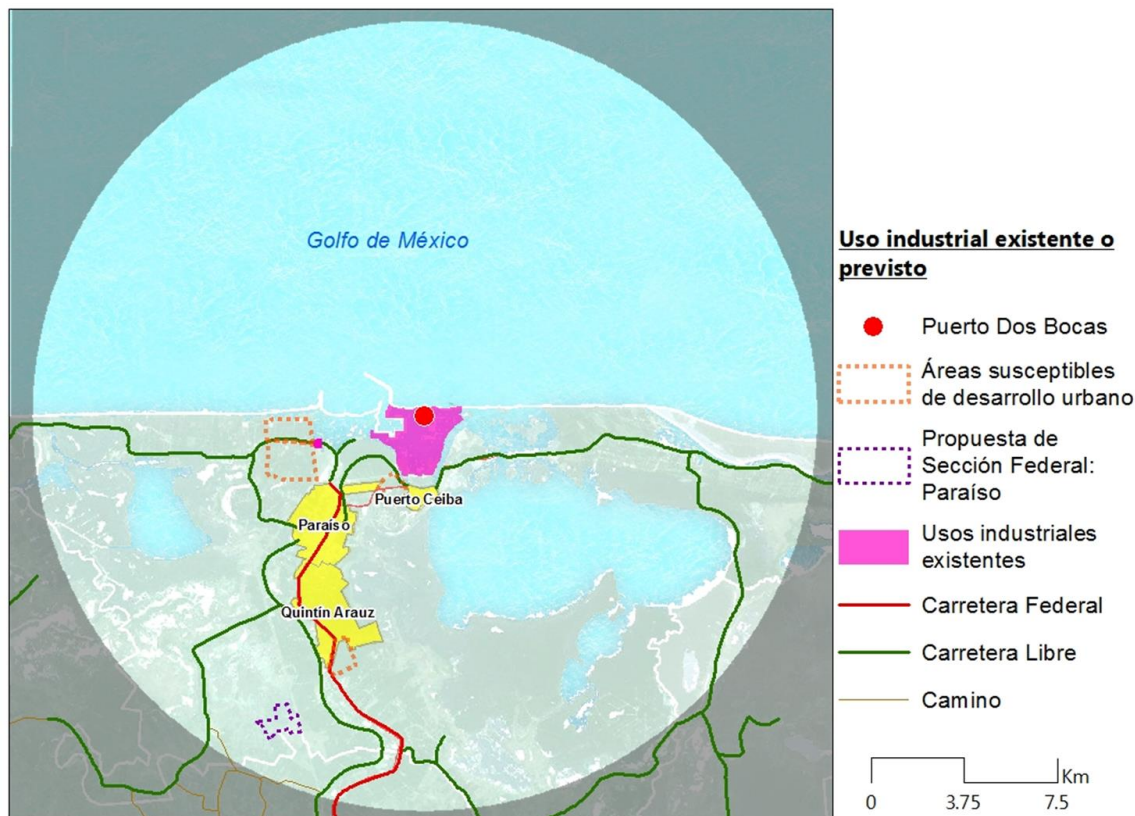 Golfo de México
Puerto Ceiba
Paraíso
Quintín Arauz
Uso industrial existente o
previsto
Puerto Dos Bocas
Áreas susceptibles
de desarrollo urbano
Propuesta de
Sección Federal:
Paraíso
Usos industriales
existentes
Carretera Federal
Carretera Libre
Camino
Km
0 3.75 7.5